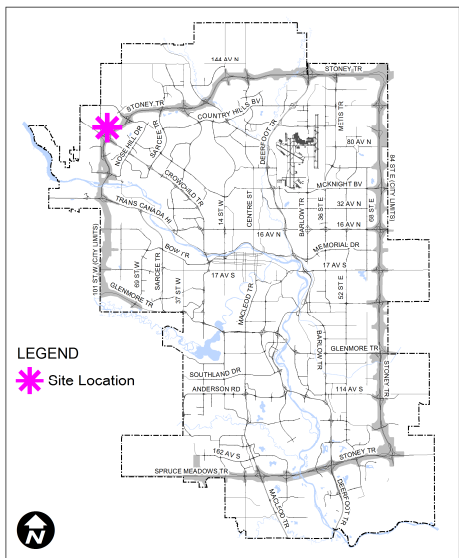 144 AV N
STONEY TR
STONEY TR
COUNTRY HILLS BV
METIS TR
DEERFOOT TR
NOSE HILL DR
SARCEE TR
80 AV N
84 ST E (CITY LIMITS)
CROWCHILD TR
MCKNIGHT BV
TRANS CANADA HI
14 ST W
CENTRE ST
BARLOW TR
36 ST E
32 AV N
68 ST E
16 AV N
16 AV N
101 ST W (CITY LIMITS)
BOW TR
MEMORIAL DR
17 AV S
17 AV S
69 ST W
SARCEE TR
37 ST W
52 ST E
GLENMORE TR
MACLEOD TR
BARLOW TR
GLENMORE TR
LEGEND
Site Location
SOUTHLAND DR
STONEY TR
ANDERSON RD
114 AV S
162 AV S
STONEY TR
SPRUCE MEADOWS TR
MACLEOD TR
DEERFOOT TR
N